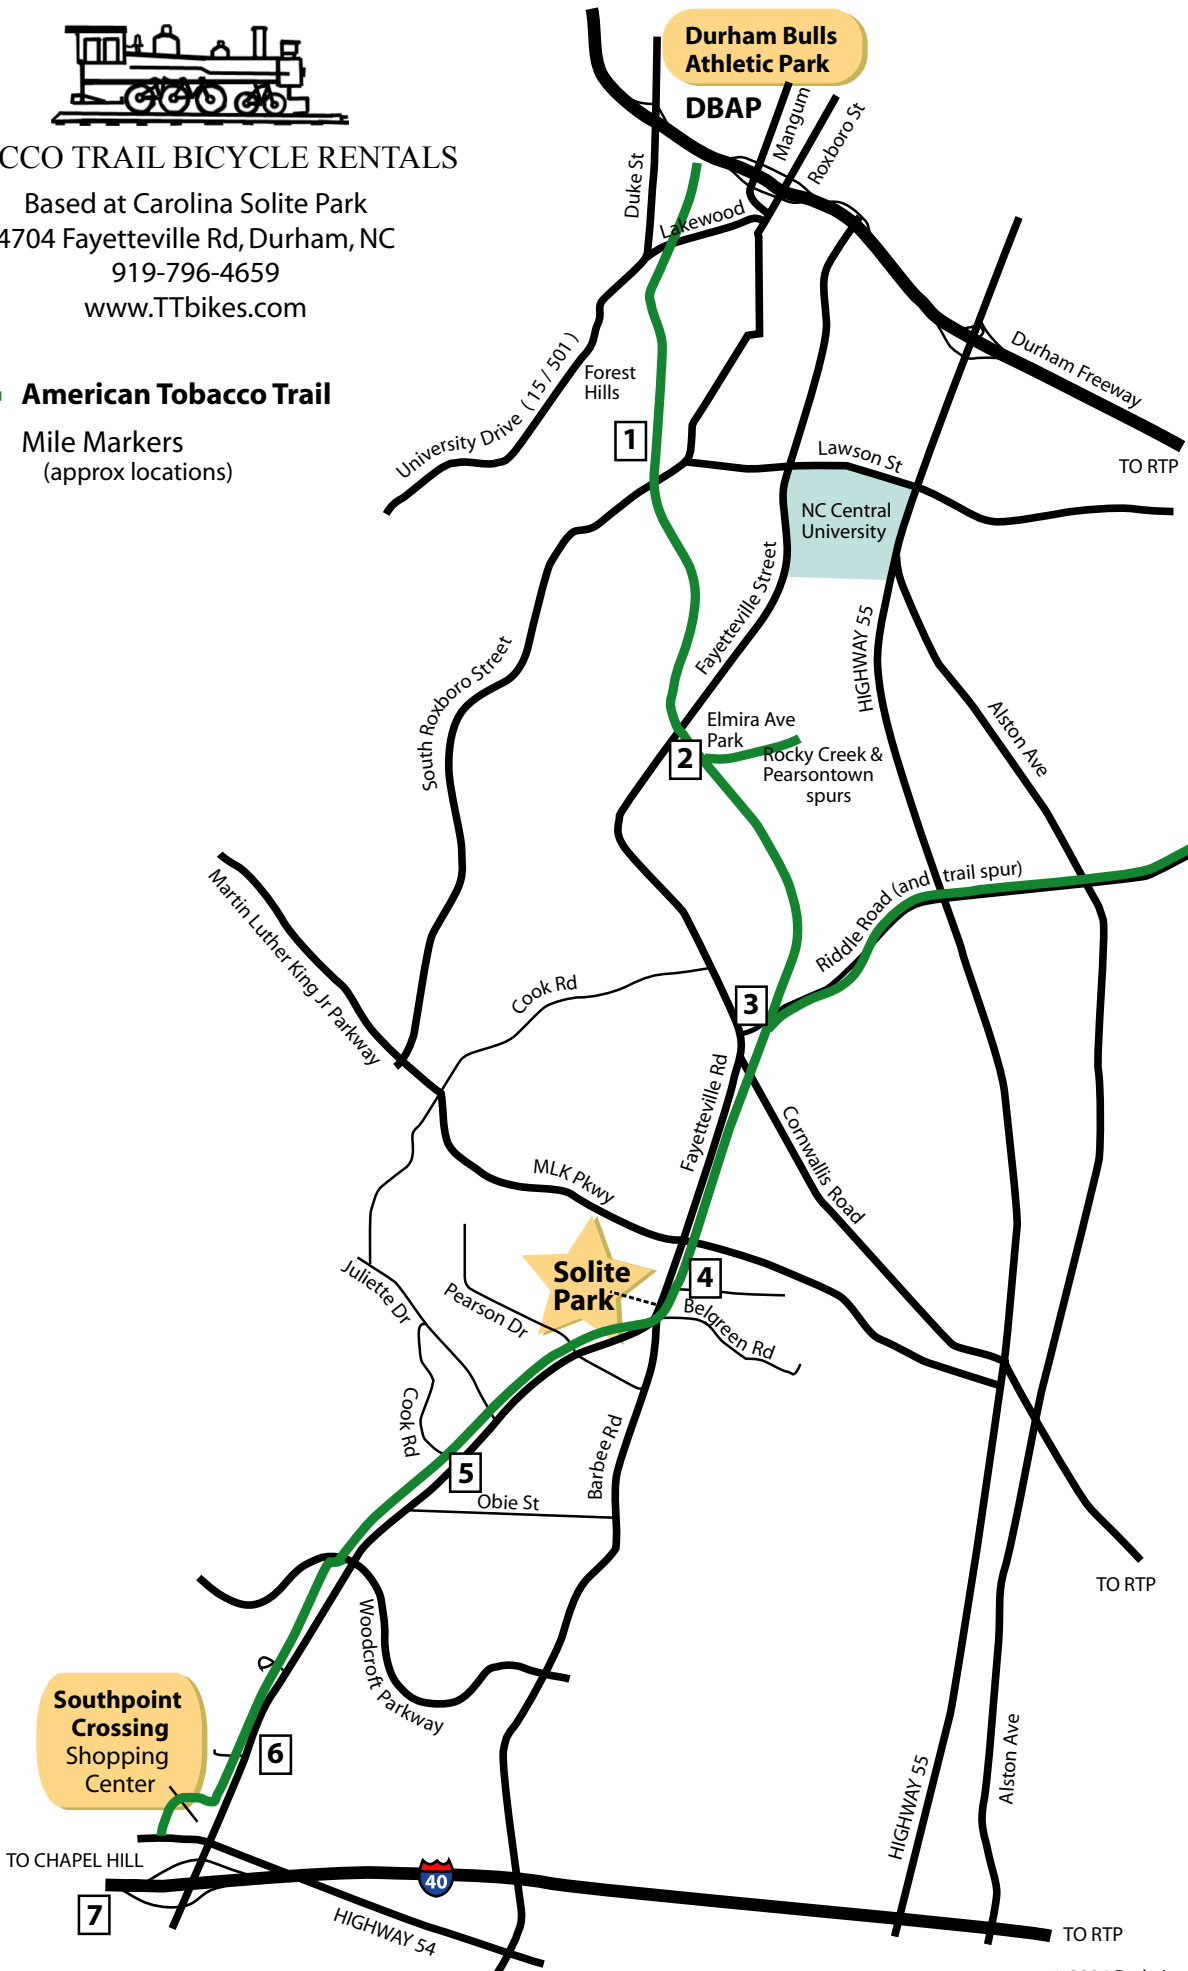 Durham Bulls
Athletic Park
DBAP
Mangum
Roxboro St
Duke St
Lakewood
CCO TRAIL BICYCLE RENTALS
Based at Carolina Solite Park
4704 Fayetteville Rd, Durham, NC
919-796-4659
www.TTbikes.com
American Tobacco Trail
Mile Markers
(approx locations)
University Drive ( 15 / 501 )
Forest
Hills
1
Durham Freeway
TO RTP
Lawson St
NC Central
University
Fayetteville Street
HIGHWAY 55
South Roxboro Street
Alston Ave
Elmira Ave
Park
2
Rocky Creek &
Pearsontown
spurs
Martin Luther King Jr Parkway
Riddle Road (and trail spur)
Cook Rd
3
Fayetteville Rd
Cornwallis Road
MLK Pkwy
Solite
Park
4
Juliette Dr
Pearson Dr
Belgreen Rd
Cook Rd
Barbee Rd
5
Obie St
TO RTP
Woodcroft Parkway
Southpoint
Crossing
Shopping
Center
6
HIGHWAY 55
Alston Ave
TO CHAPEL HILL
40
7
HIGHWAY 54
TO RTP